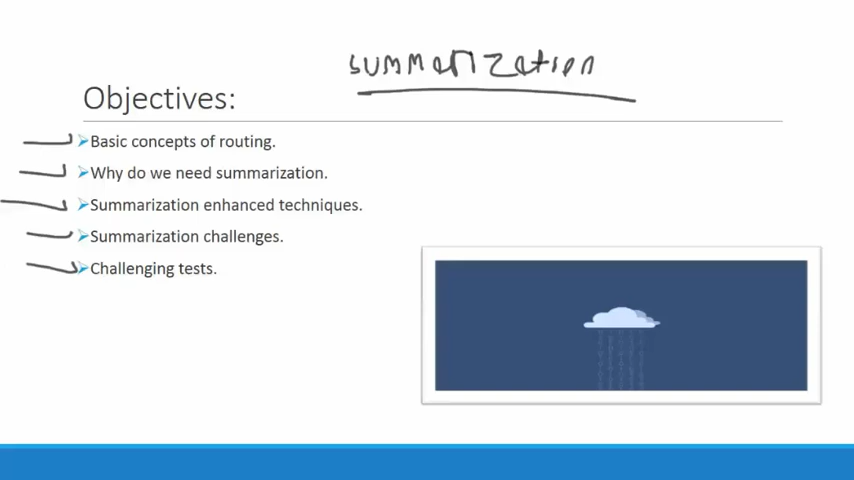 summarization
Objectives:
Basic concepts of routing.
Why do we need summarization.
Summarization enhanced techniques.
Summarization challenges.
Challenging tests.